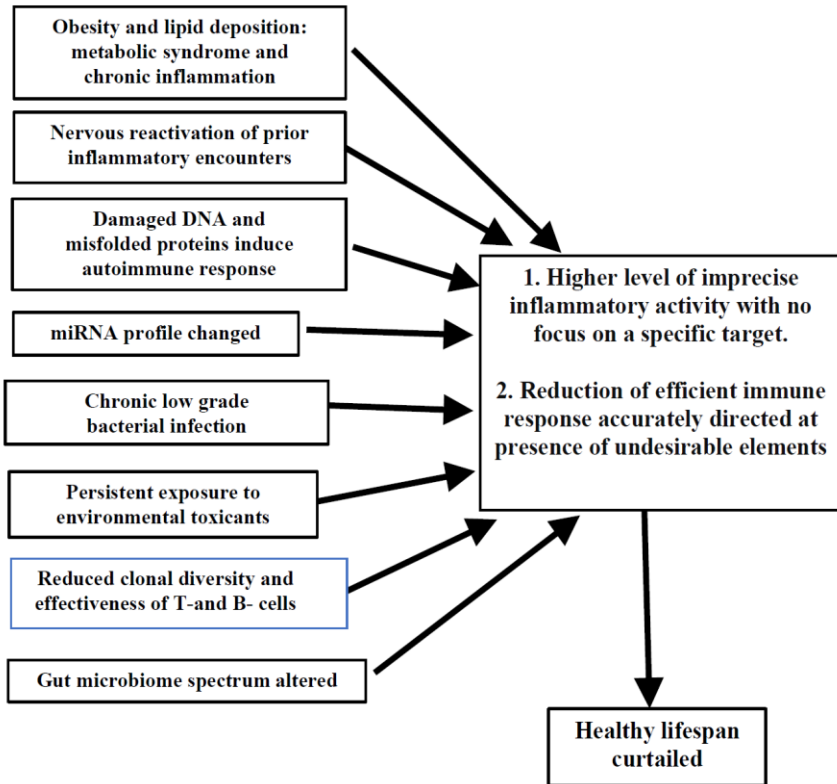 Obesity and lipid deposition:
metabolic syndrome and
chronic inflammation
Nervous reactivation of prior
inflammatory encounters
Damaged DNA and
misfolded proteins induce
autoimmune response
miRNA profile changed
Chronic low grade
bacterial infection
Persistent exposure to
environmental toxicants
Reduced clonal diversity and
effectiveness of T-and B- cells
Gut microbiome spectrum altered
1. Higher level of imprecise
inflammatory activity with no
focus on a specific target.
2. Reduction of efficient immune
response accurately directed at
presence of undesirable elements
Healthy lifespan
curtailed